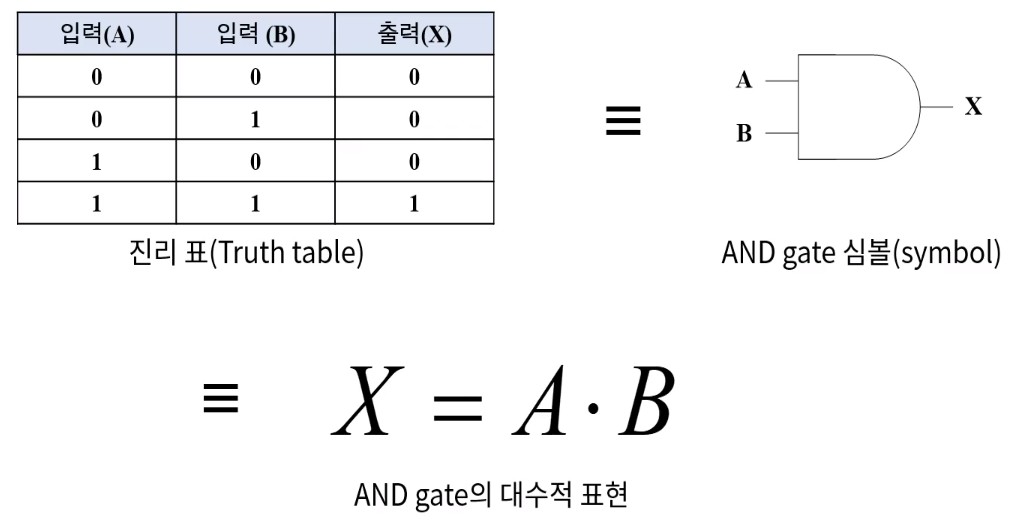 입력(A) 입력 (B) 출력(X)
0 0 0
0 1 0
1 0 0
1 1 1
진리 표(Truth table)
≡
A
B
X
AND gate 심볼(symbol)
≡ X = A · B
AND gate의 대수적 표현